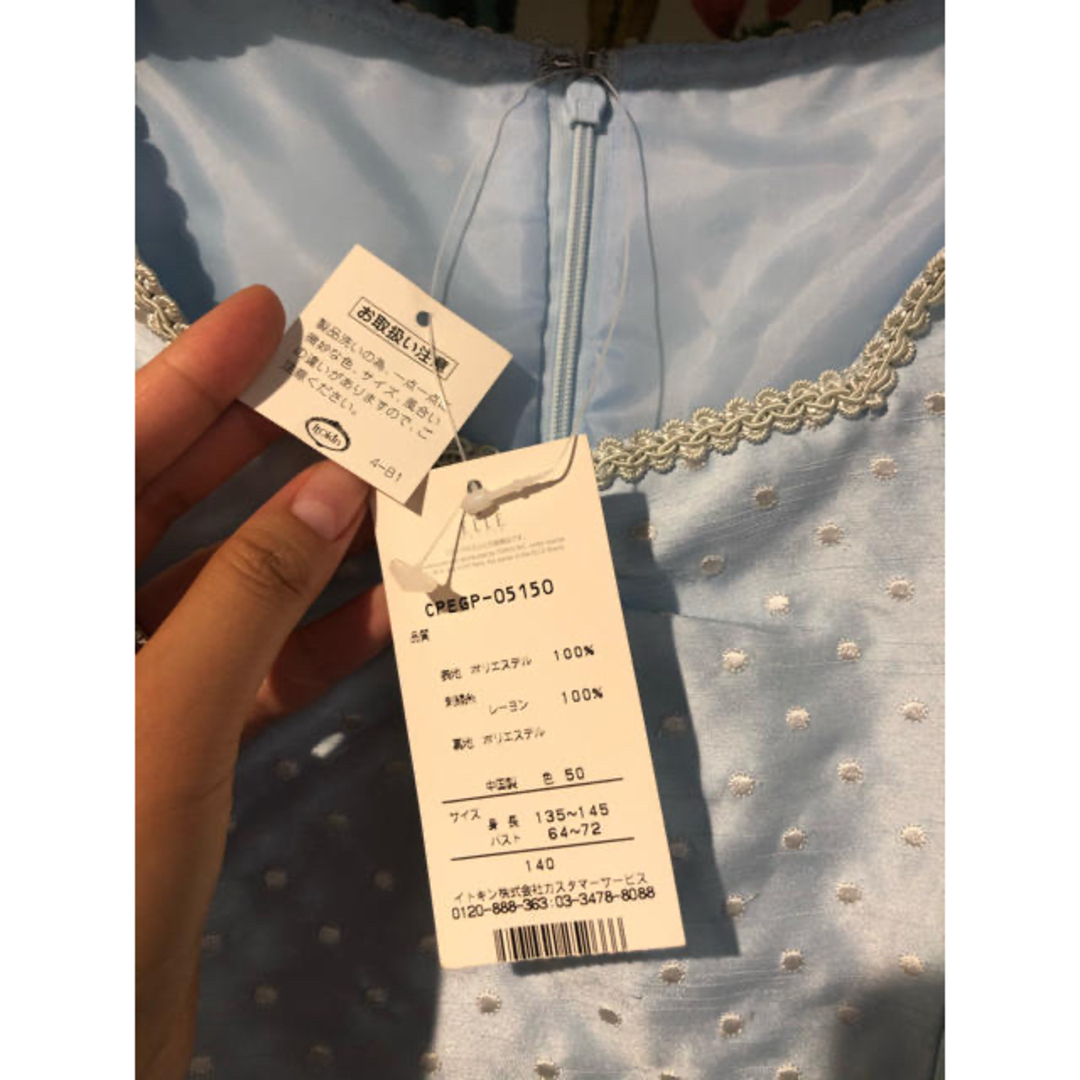 お取扱い注意
製品洗いの為、一点一点に
微妙な色、サイズ、風合い
の違いがありますので、ご
注意ください。
Itokin
4-B1
ELLE
CPEGP-05150
品質
表地 ポリエステル 100%
刺繍糸 レーヨン 100%
裏地 ポリエステル
中国製 色 50
サイズ 身長 135~145
バスト 64~72
140
イトキン株式会社カスタマーサービス
0120-888-363:03-3478-8088